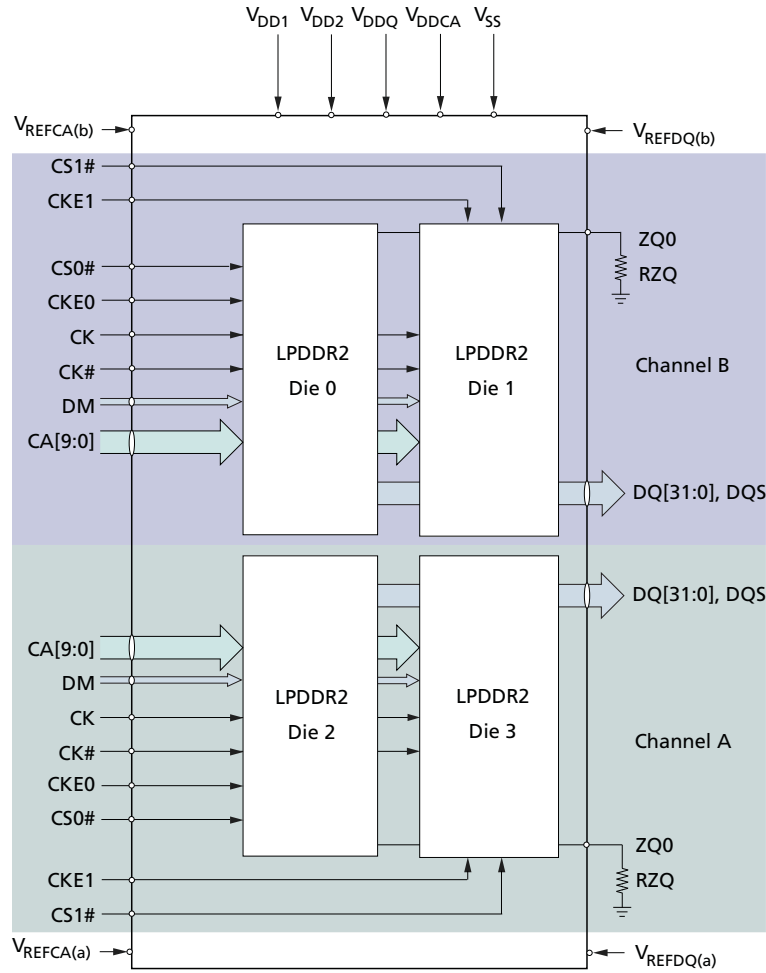 VDD1 VDD2 VDDQ VDDCA VSS
VREFCA(b)
VREFDQ(b)
CS1#
CKE1
ZQ0
CS0#
RZQ
CKE0
CK
LPDDR2
Die 0
LPDDR2
Die 1
Channel B
CK#
DM
CA[9:0]
DQ[31:0], DQS
DQ[31:0], DQS
CA[9:0]
DM
LPDDR2
Die 2
LPDDR2
Die 3
CK
Channel A
CK#
CKE0
CS0#
ZQ0
CKE1
RZQ
CS1#
VREFCA(a)
VREFDQ(a)